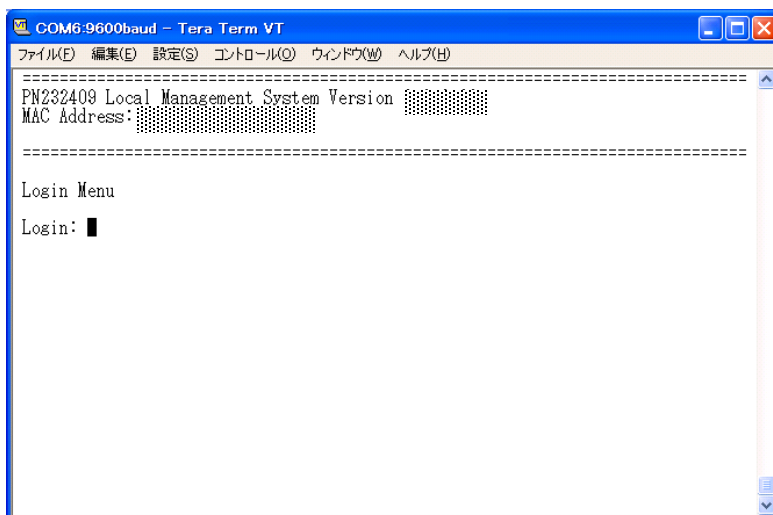 COM6:9600baud - Tera Term VT
ファイル(F) 編集(E) 設定(S) コントロール(O) ウィンドウ(W) ヘルプ(H)
==============================================================================
PN232409 Local Management System Version
MAC Address:
==============================================================================
Login Menu
Login: